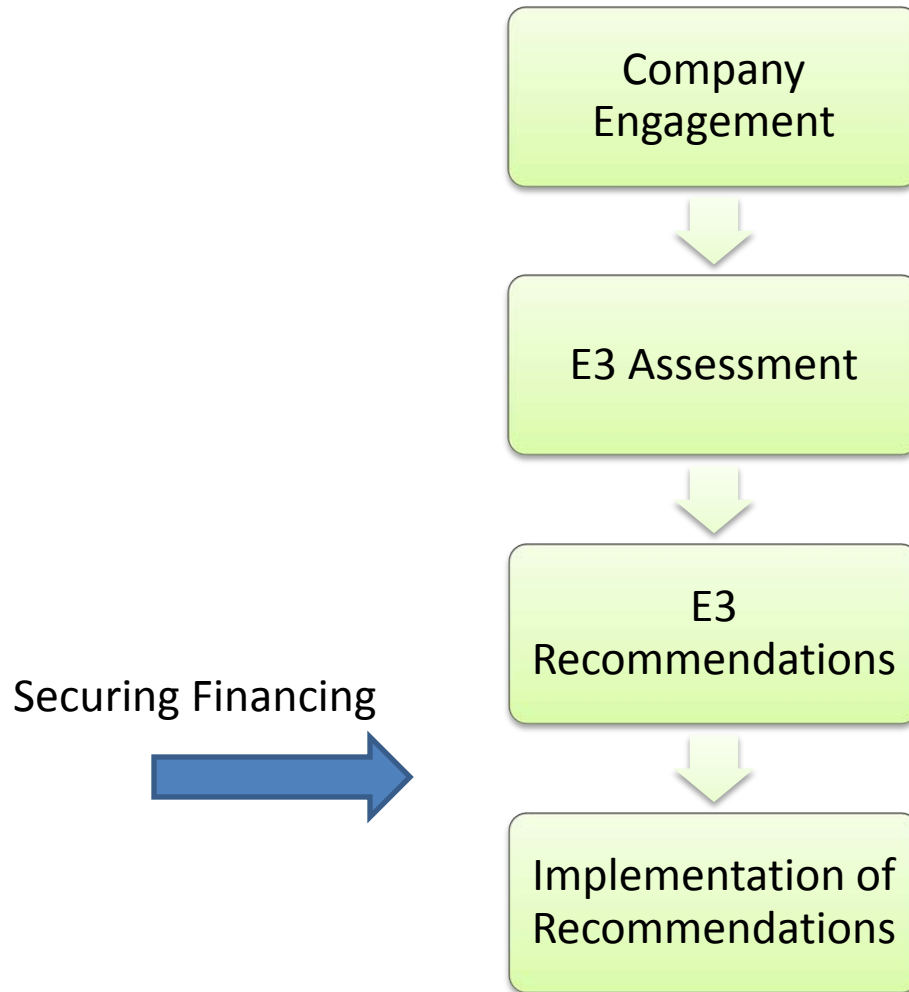 Company
Engagement
E3 Assessment
E3
Recommendations
Securing Financing
Implementation of
Recommendations